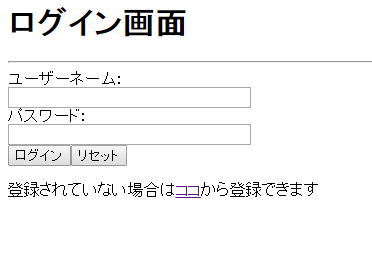 ログイン画面
ユーザーネーム：
パスワード：
ログイン リセット
登録されていない場合はココから登録できます